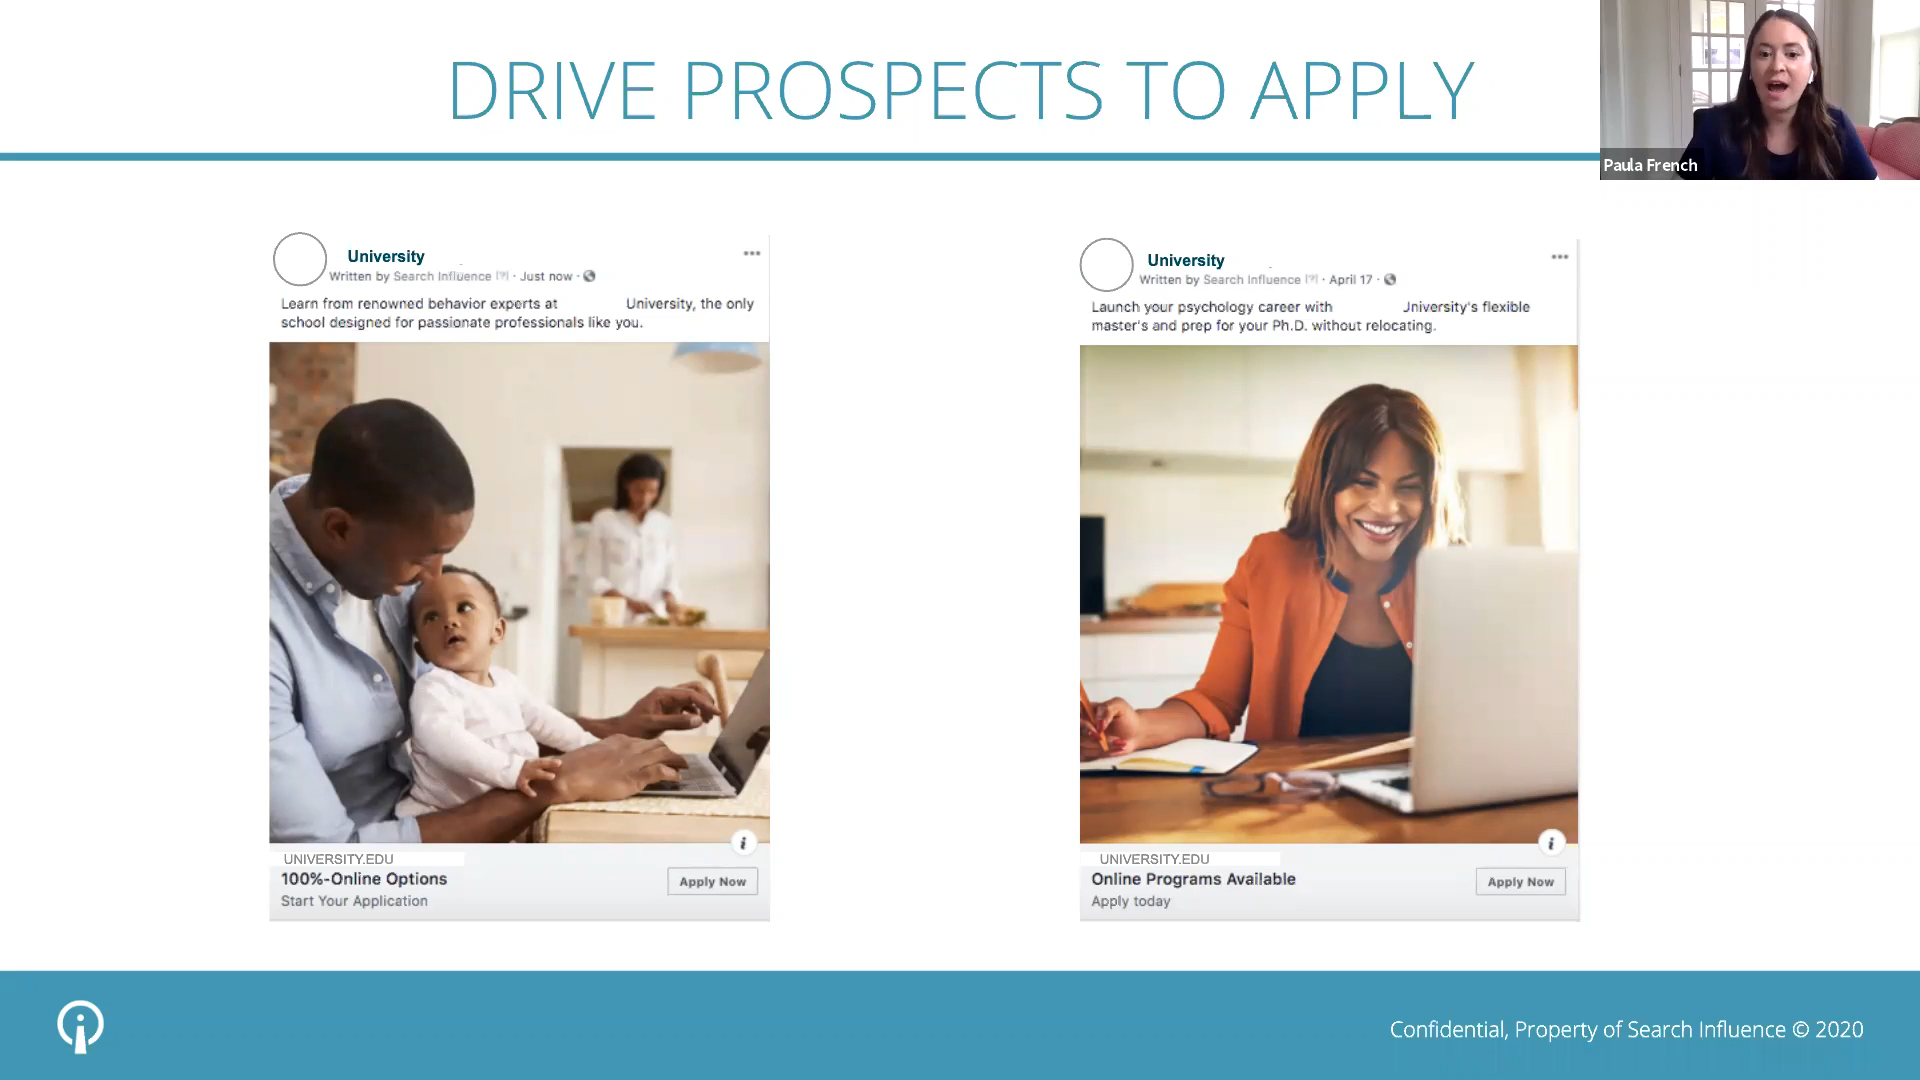 DRIVE PROSPECTS TO APPLY
Paula French
University
Written by Search Influence [?] · Just now ·
Learn from renowned behavior experts at University, the only
school designed for passionate professionals like you.
UNIVERSITY.EDU
100%-Online Options
Start Your Application
Apply Now
University
Written by Search Influence [?] · April 17 ·
Launch your psychology career with University's flexible
master's and prep for your Ph.D. without relocating.
UNIVERSITY.EDU
Online Programs Available
Apply today
Apply Now
Confidential, Property of Search Influence © 2020